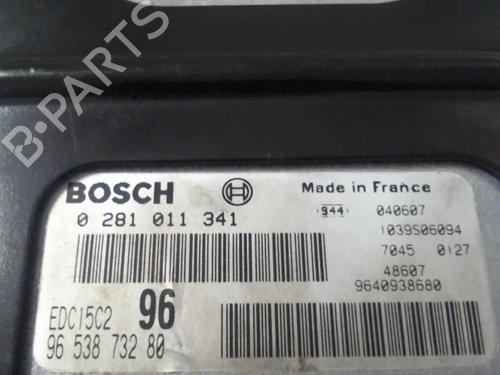 B-PARTS
BOSCH
Made in France
0 281 011 341
944 040607
1039S06094
7045 0127
48607
9640938680
EDC15C2 96
96 538 732 80